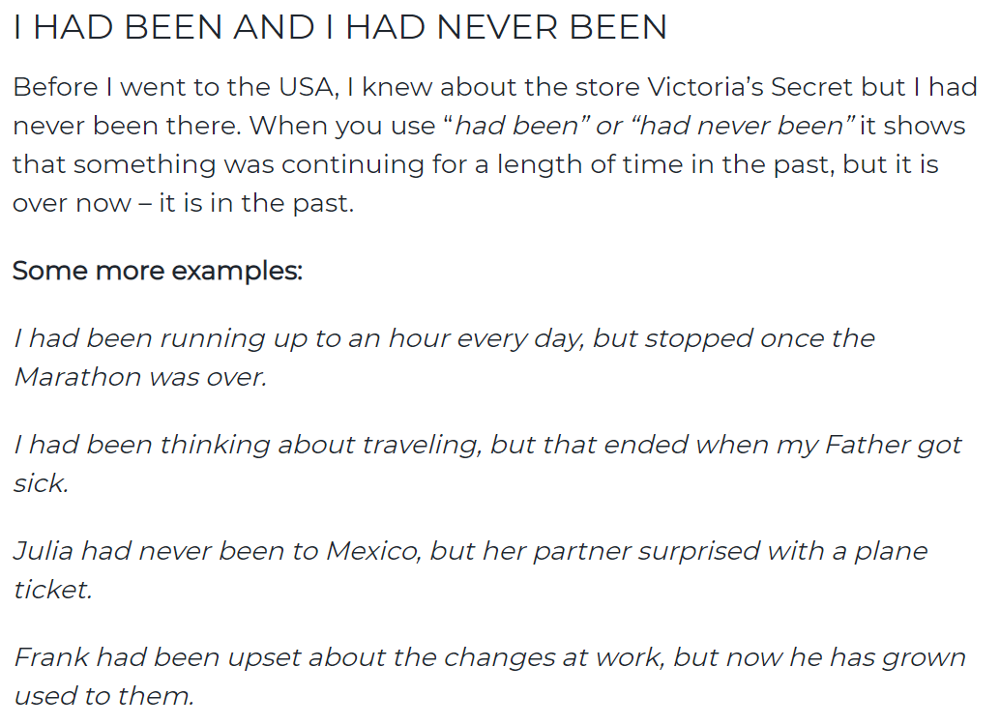 I HAD BEEN AND I HAD NEVER BEEN
Before I went to the USA, I knew about the store Victoria’s Secret but I had
never been there. When you use “had been” or “had never been” it shows
that something was continuing for a length of time in the past, but it is
over now – it is in the past.
Some more examples:
I had been running up to an hour every day, but stopped once the
Marathon was over.
I had been thinking about traveling, but that ended when my Father got
sick.
Julia had never been to Mexico, but her partner surprised with a plane
ticket.
Frank had been upset about the changes at work, but now he has grown
used to them.